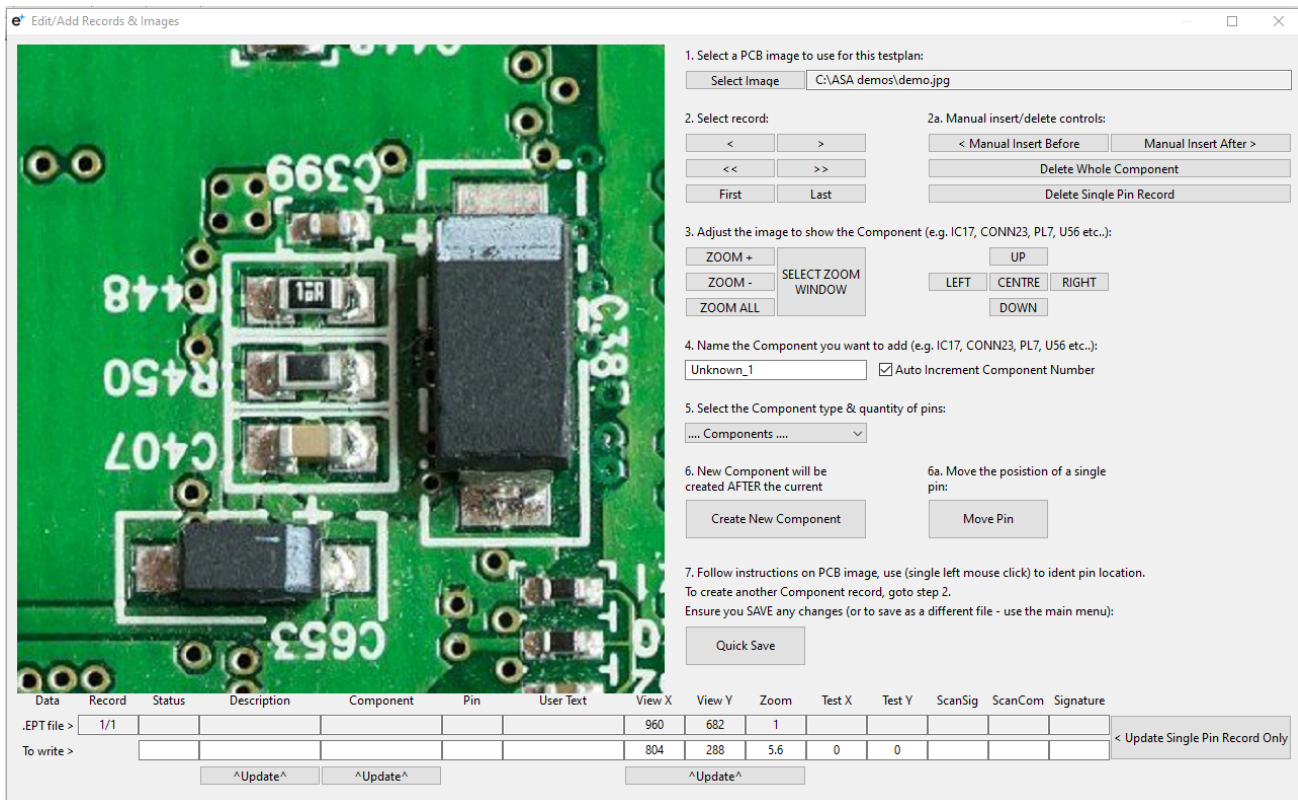 e+ Edit/Add Records & Images
1. Select a PCB image to use for this testplan:
Select Image C:\ASA demos\demo.jpg
2. Select record:
2a. Manual insert/delete controls:
< >
< Manual Insert Before Manual Insert After >
<< >>
Delete Whole Component
First Last
Delete Single Pin Record
3. Adjust the image to show the Component (e.g. IC17, CONN23, PL7, U56 etc..):
ZOOM +
ZOOM -
ZOOM ALL
SELECT ZOOM
WINDOW
UP
LEFT CENTRE RIGHT
DOWN
4. Name the Component you want to add (e.g. IC17, CONN23, PL7, U56 etc..):
Unknown_1 Auto Increment Component Number
5. Select the Component type & quantity of pins:
.... Components ....
6. New Component will be
created AFTER the current
Create New Component
6a. Move the posistion of a single
pin:
Move Pin
7. Follow instructions on PCB image, use (single left mouse click) to ident pin location.
To create another Component record, goto step 2.
Ensure you SAVE any changes (or to save as a different file - use the main menu):
Quick Save
C399
R450
C407
C653
Data Record Status Description Component Pin User Text View X View Y Zoom Test X Test Y ScanSig ScanCom Signature
.EPT file > 1/1 960 682 1
To write > 804 288 5.6 0 0
< Update Single Pin Record Only
^Update^ ^Update^ ^Update^